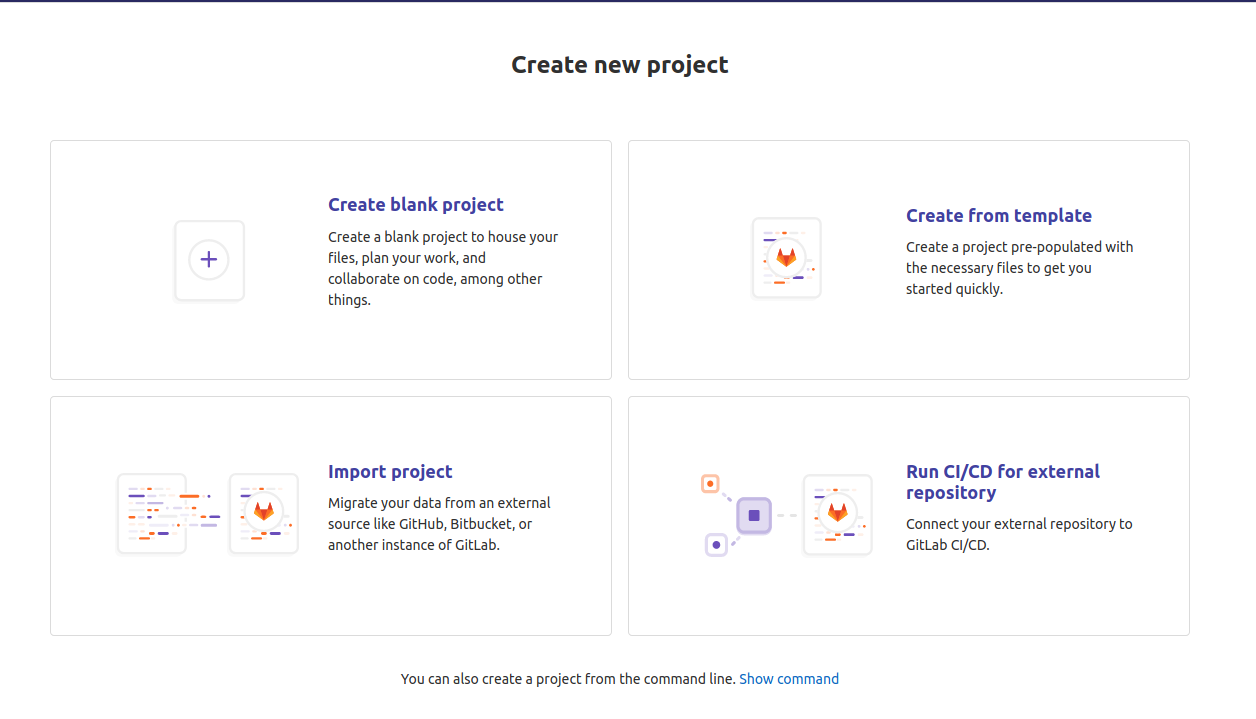 Create new project
Create blank project
Create a blank project to house your
files, plan your work, and
collaborate on code, among other
things.
Create from template
Create a project pre-populated with
the necessary files to get you
started quickly.
Import project
Migrate your data from an external
source like GitHub, Bitbucket, or
another instance of GitLab.
Run CI/CD for external
repository
Connect your external repository to
GitLab CI/CD.
You can also create a project from the command line. Show command